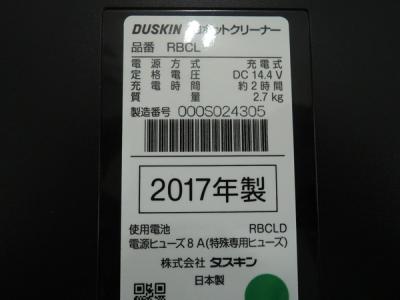 DUSKIN ロボットクリーナー
品番 RBCL
電源方式 充電式
定格電圧 DC 14.4 V
充電時間 約2時間
質量 2.7 kg
製造番号 000S024305
2017年製
使用電池 RBCLD
電源ヒューズ 8 A(特殊専用ヒューズ)
株式会社 ダスキン
日本製